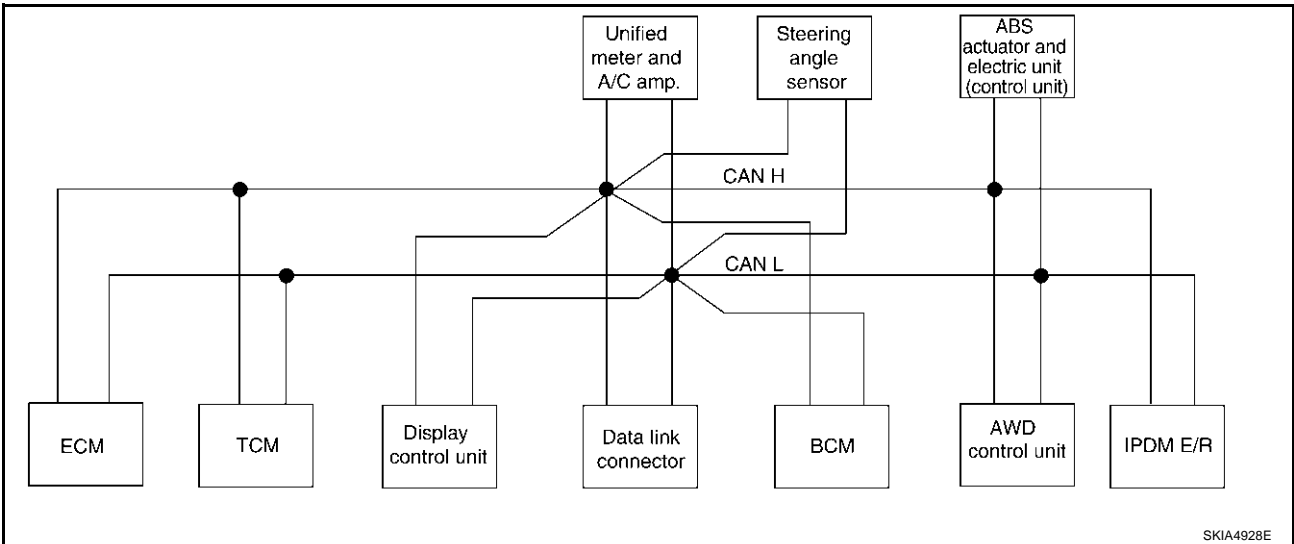 Unified
meter and
A/C amp.
Steering
angle
sensor
ABS
actuator and
electric unit
(control unit)
CAN H
CAN L
ECM
TCM
Display
control unit
Data link
connector
BCM
AWD
control unit
IPDM E/R
SKIA4928E